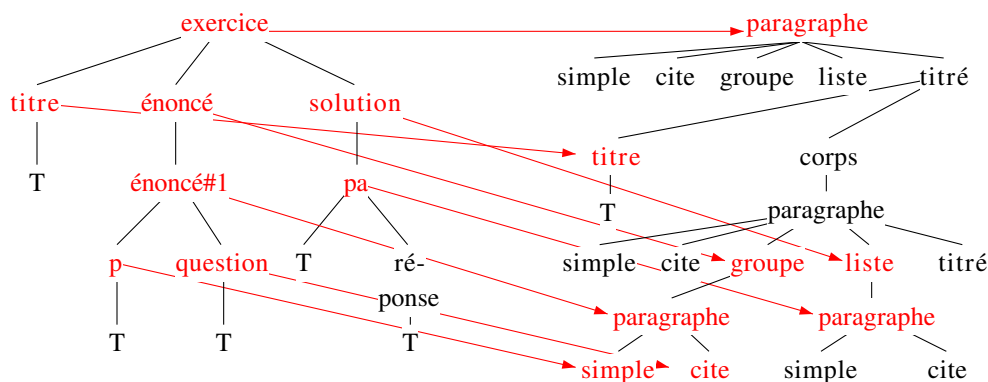 exercice paragraphe
simple cite groupe liste titré
titre énoncé solution
titre corps
T énoncé#1 pa
T paragraphe
p question T ré- simple cite groupe liste titré
ponse
paragraphe paragraphe
T T T
simple cite simple cite